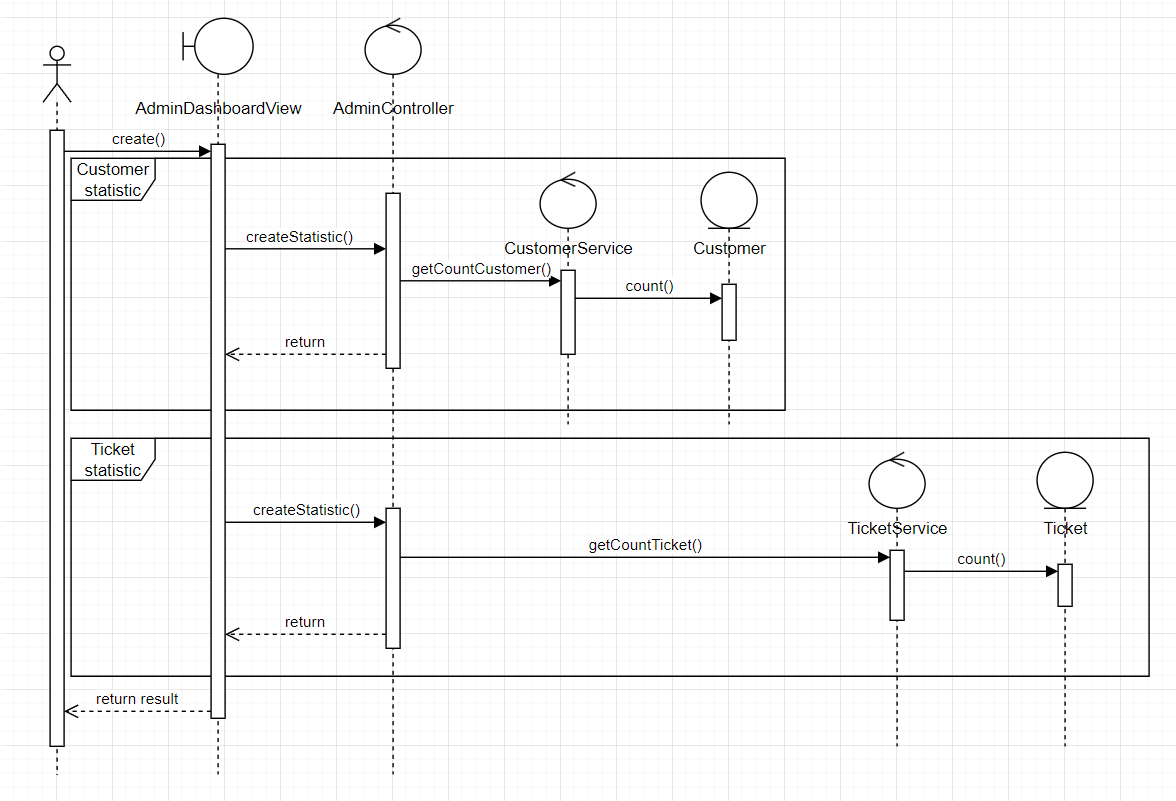 AdminDashboardView
AdminController
create()
Customer
statistic
createStatistic()
CustomerService
Customer
getCountCustomer()
count()
return
Ticket
statistic
createStatistic()
TicketService
Ticket
getCountTicket()
count()
return
return result